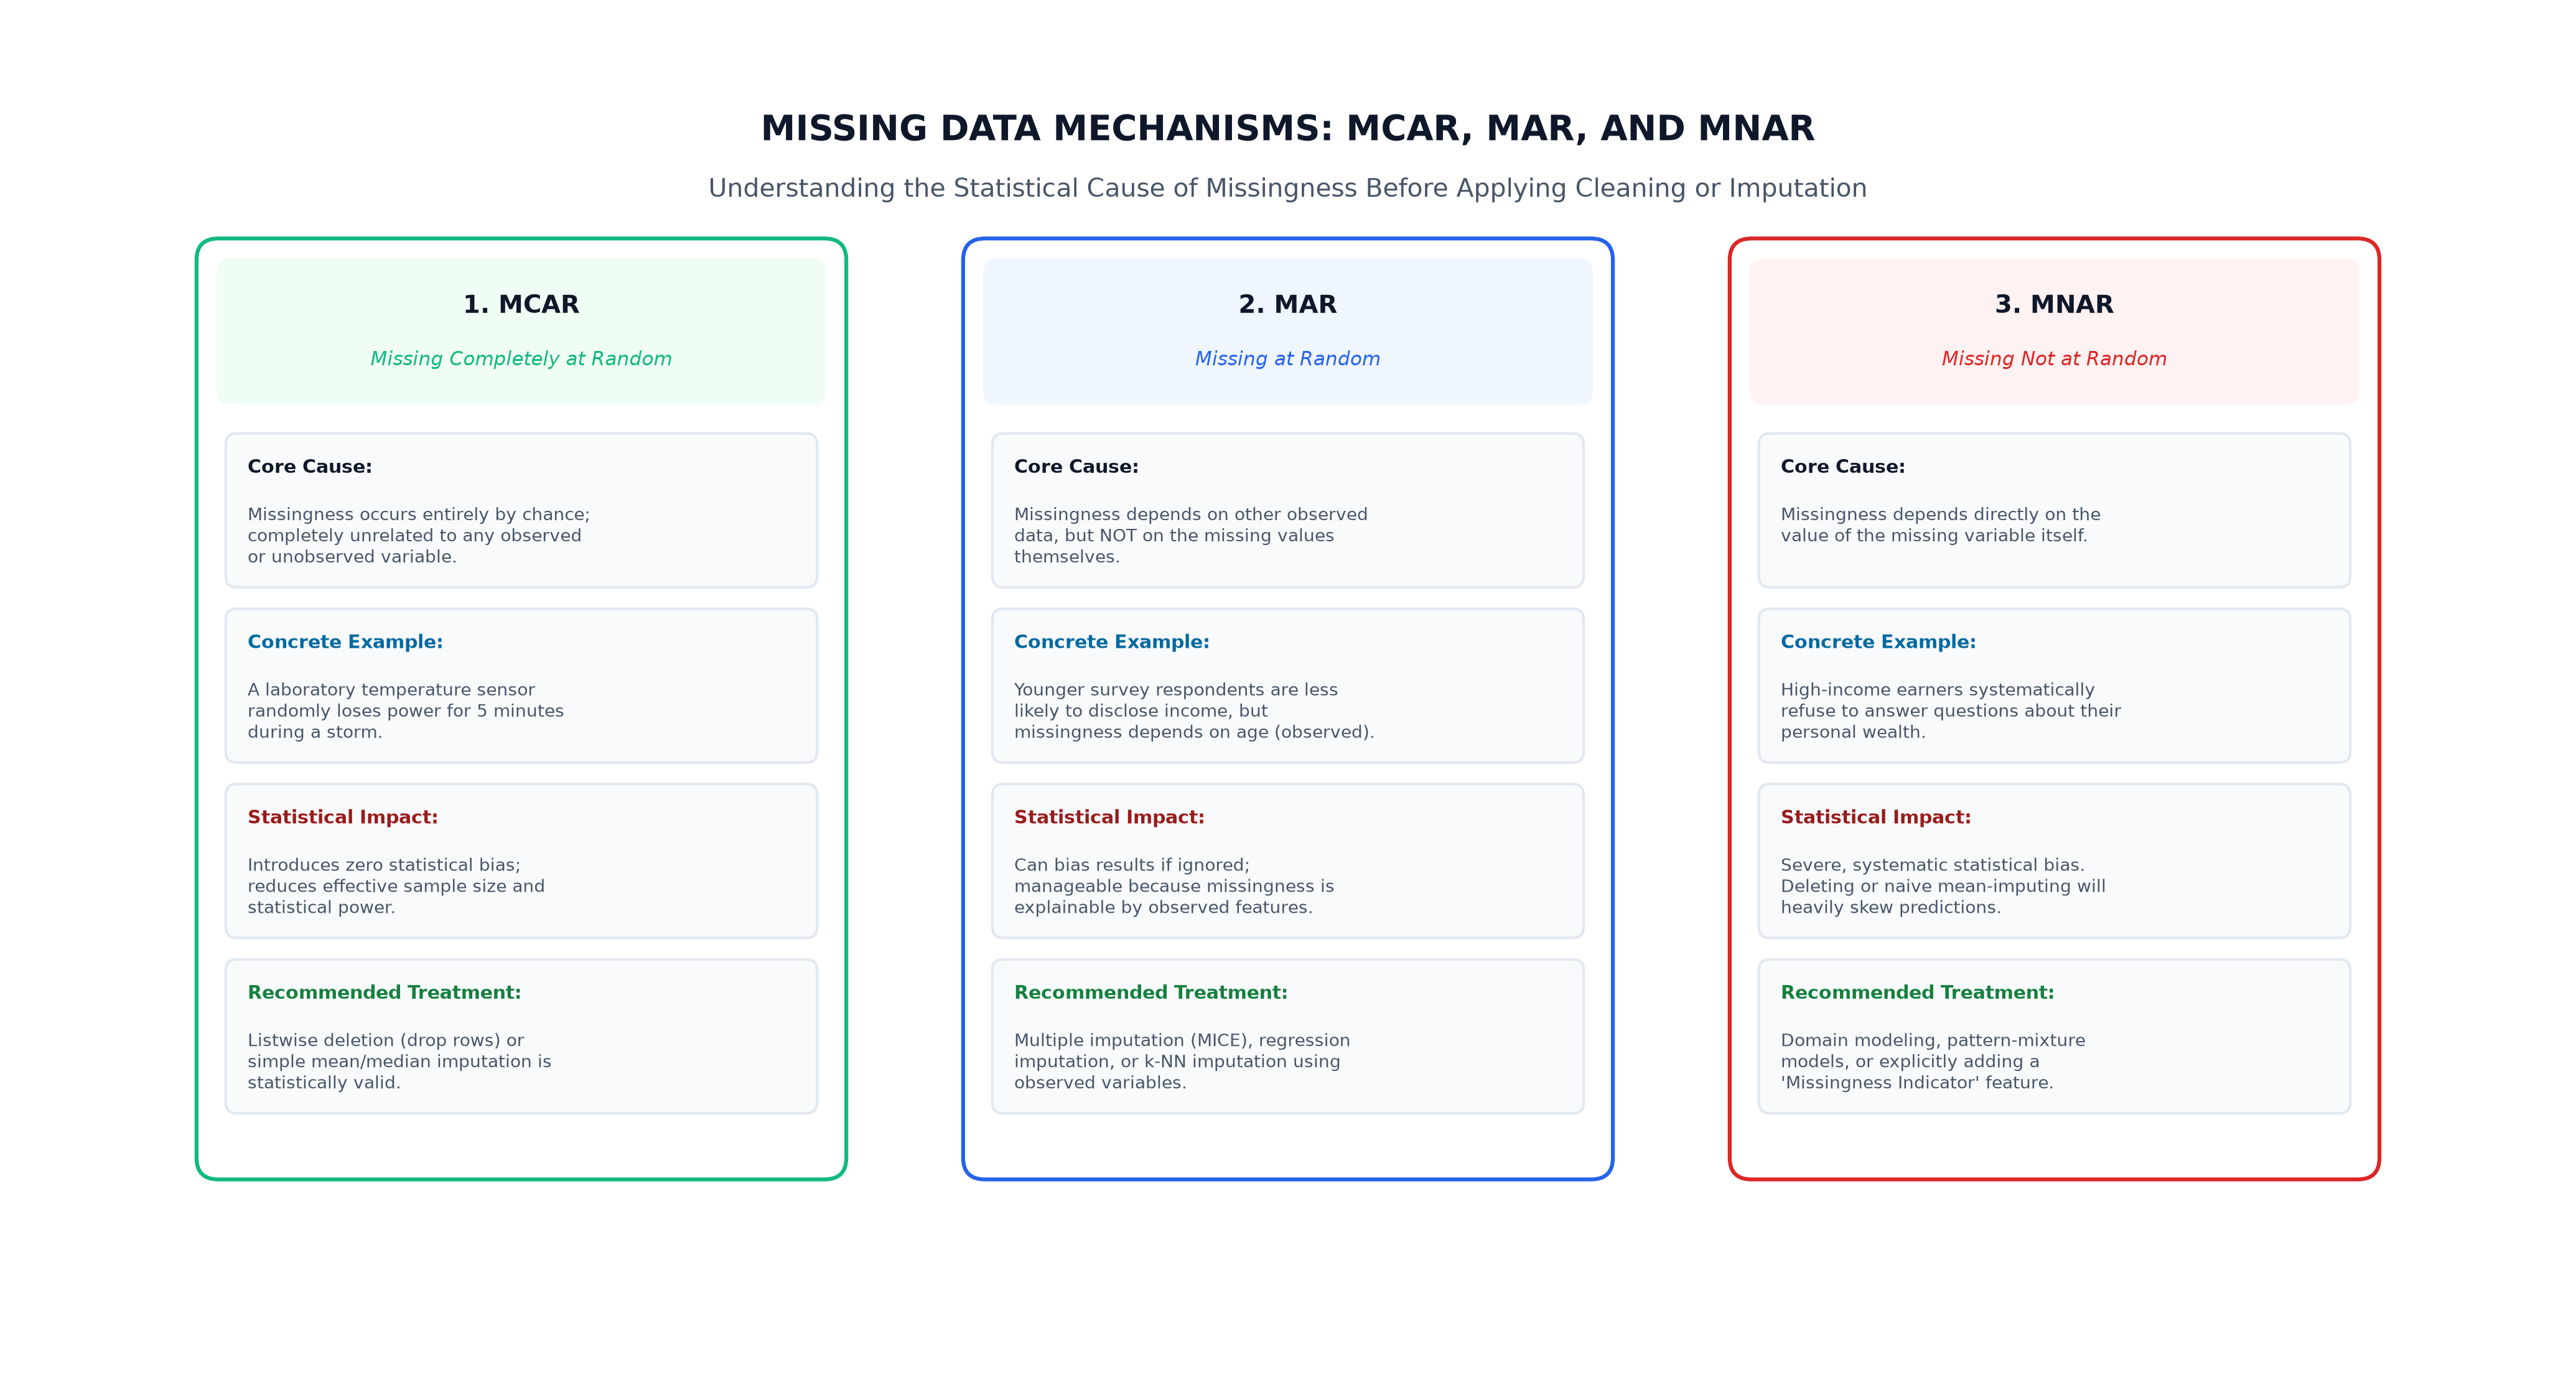 MISSING DATA MECHANISMS: MCAR, MAR, AND MNAR
Understanding the Statistical Cause of Missingness Before Applying Cleaning or Imputation
1. MCAR
Missing Completely at Random
Core Cause:
Missingness occurs entirely by chance;
completely unrelated to any observed
or unobserved variable.
Concrete Example:
A laboratory temperature sensor
randomly loses power for 5 minutes
during a storm.
Statistical Impact:
Introduces zero statistical bias;
reduces effective sample size and
statistical power.
Recommended Treatment:
Listwise deletion (drop rows) or
simple mean/median imputation is
statistically valid.
2. MAR
Missing at Random
Core Cause:
Missingness depends on other observed
data, but NOT on the missing values
themselves.
Concrete Example:
Younger survey respondents are less
likely to disclose income, but
missingness depends on age (observed).
Statistical Impact:
Can bias results if ignored;
manageable because missingness is
explainable by observed features.
Recommended Treatment:
Multiple imputation (MICE), regression
imputation, or k-NN imputation using
observed variables.
3. MNAR
Missing Not at Random
Core Cause:
Missingness depends directly on the
value of the missing variable itself.
Concrete Example:
High-income earners systematically
refuse to answer questions about their
personal wealth.
Statistical Impact:
Severe, systematic statistical bias.
Deleting or naive mean-imputing will
heavily skew predictions.
Recommended Treatment:
Domain modeling, pattern-mixture
models, or explicitly adding a
'Missingness Indicator' feature.